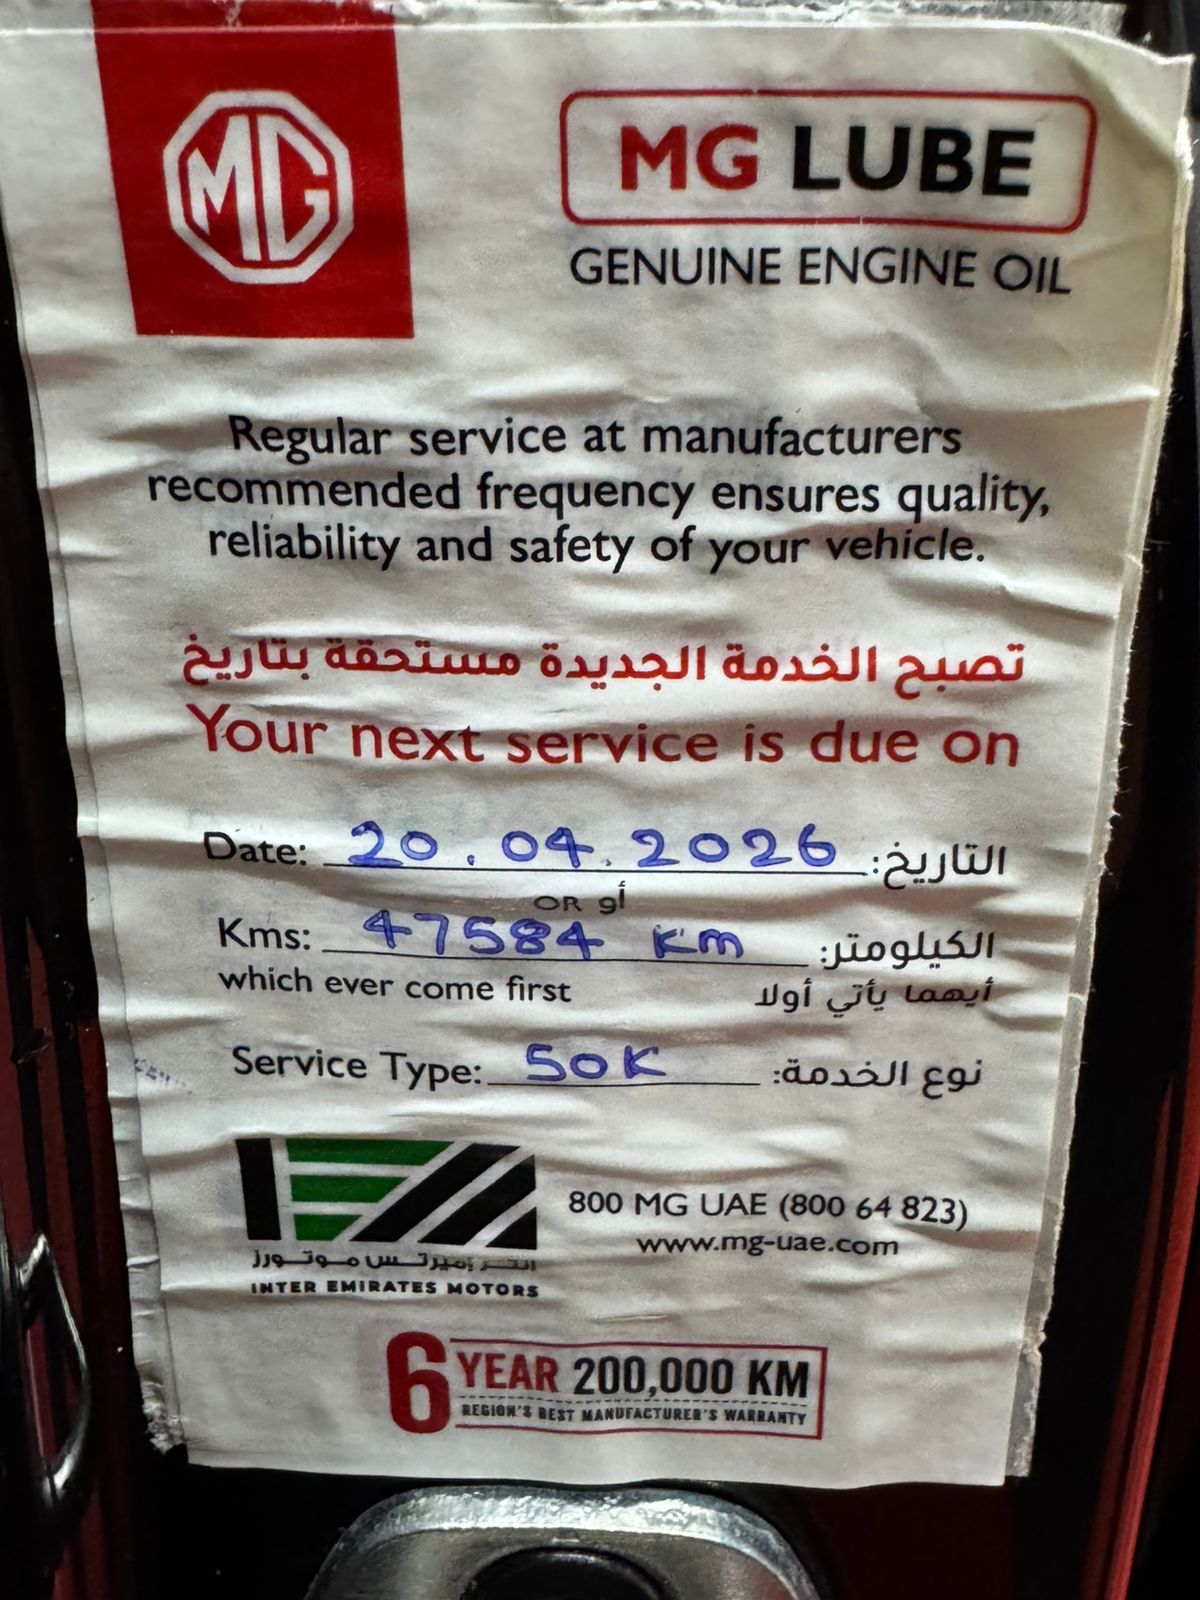 MG
MG LUBE
GENUINE ENGINE OIL
Regular service at manufacturers
recommended frequency ensures quality,
reliability and safety of your vehicle.
تصبح الخدمة الجديدة مستحقة بتاريخ
Your next service is due on
Date: 20.04.2026 التاريخ:
OR أو
Kms: 47584 KM الكيلومتر:
which ever come first أيهما يأتي أولا
Service Type: 50K نوع الخدمة:
800 MG UAE (800 64 823)
www.mg-uae.com
انتر إميرتس موتورز
INTER EMIRATES MOTORS
6 YEAR 200,000 KM
REGION'S BEST MANUFACTURER'S WARRANTY